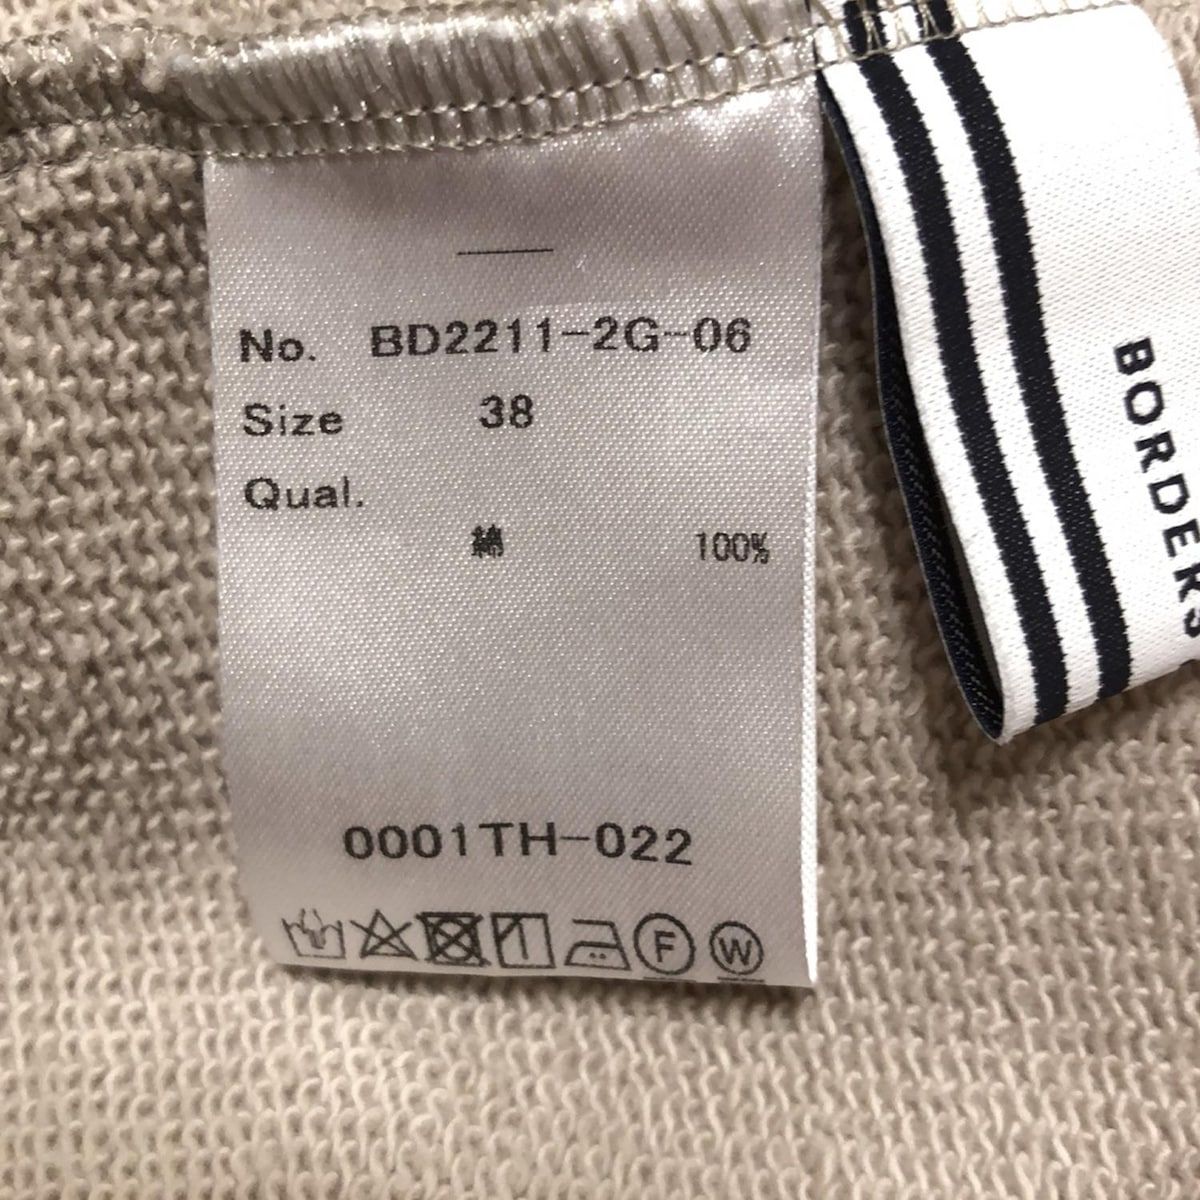 No. BD2211-2G-06
Size 38
Qual.
綿 100%
0001TH-022
F W
BORDERS